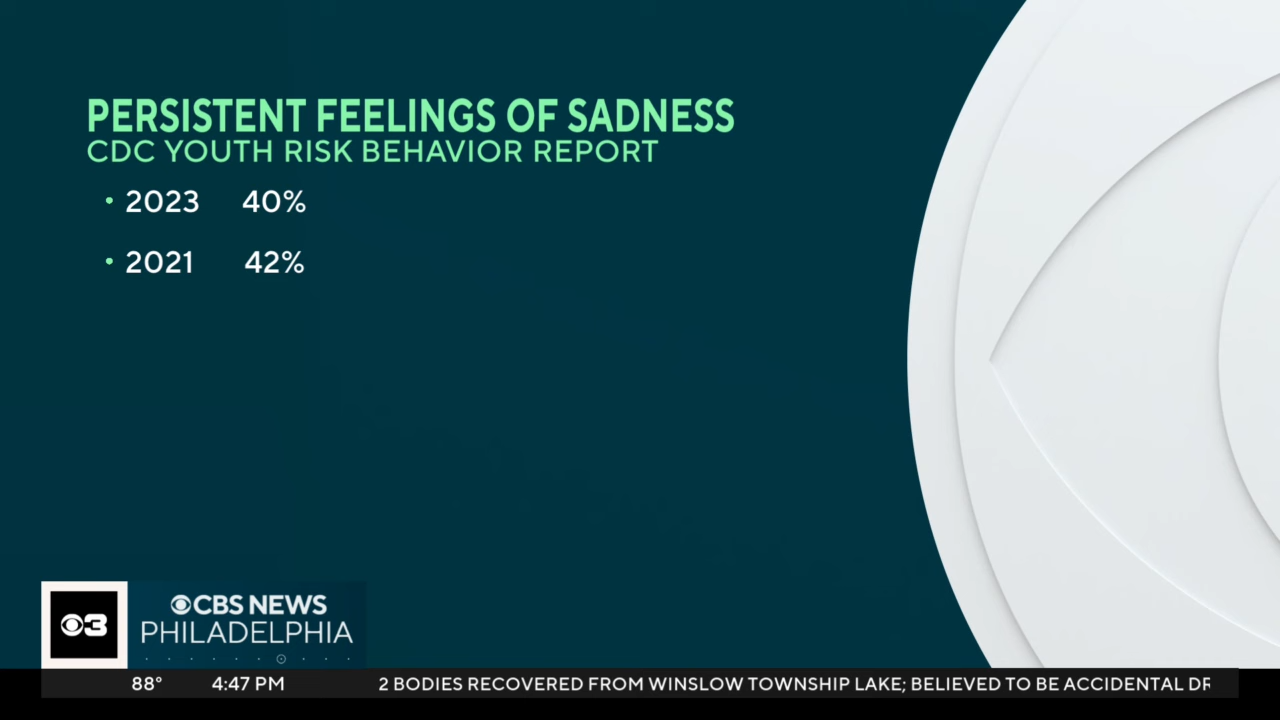 PERSISTENT FEELINGS OF SADNESS
CDC YOUTH RISK BEHAVIOR REPORT
• 2023 40%
• 2021 42%
3
CBS NEWS
PHILADELPHIA
88° 4:47 PM 2 BODIES RECOVERED FROM WINSLOW TOWNSHIP LAKE; BELIEVED TO BE ACCIDENTAL